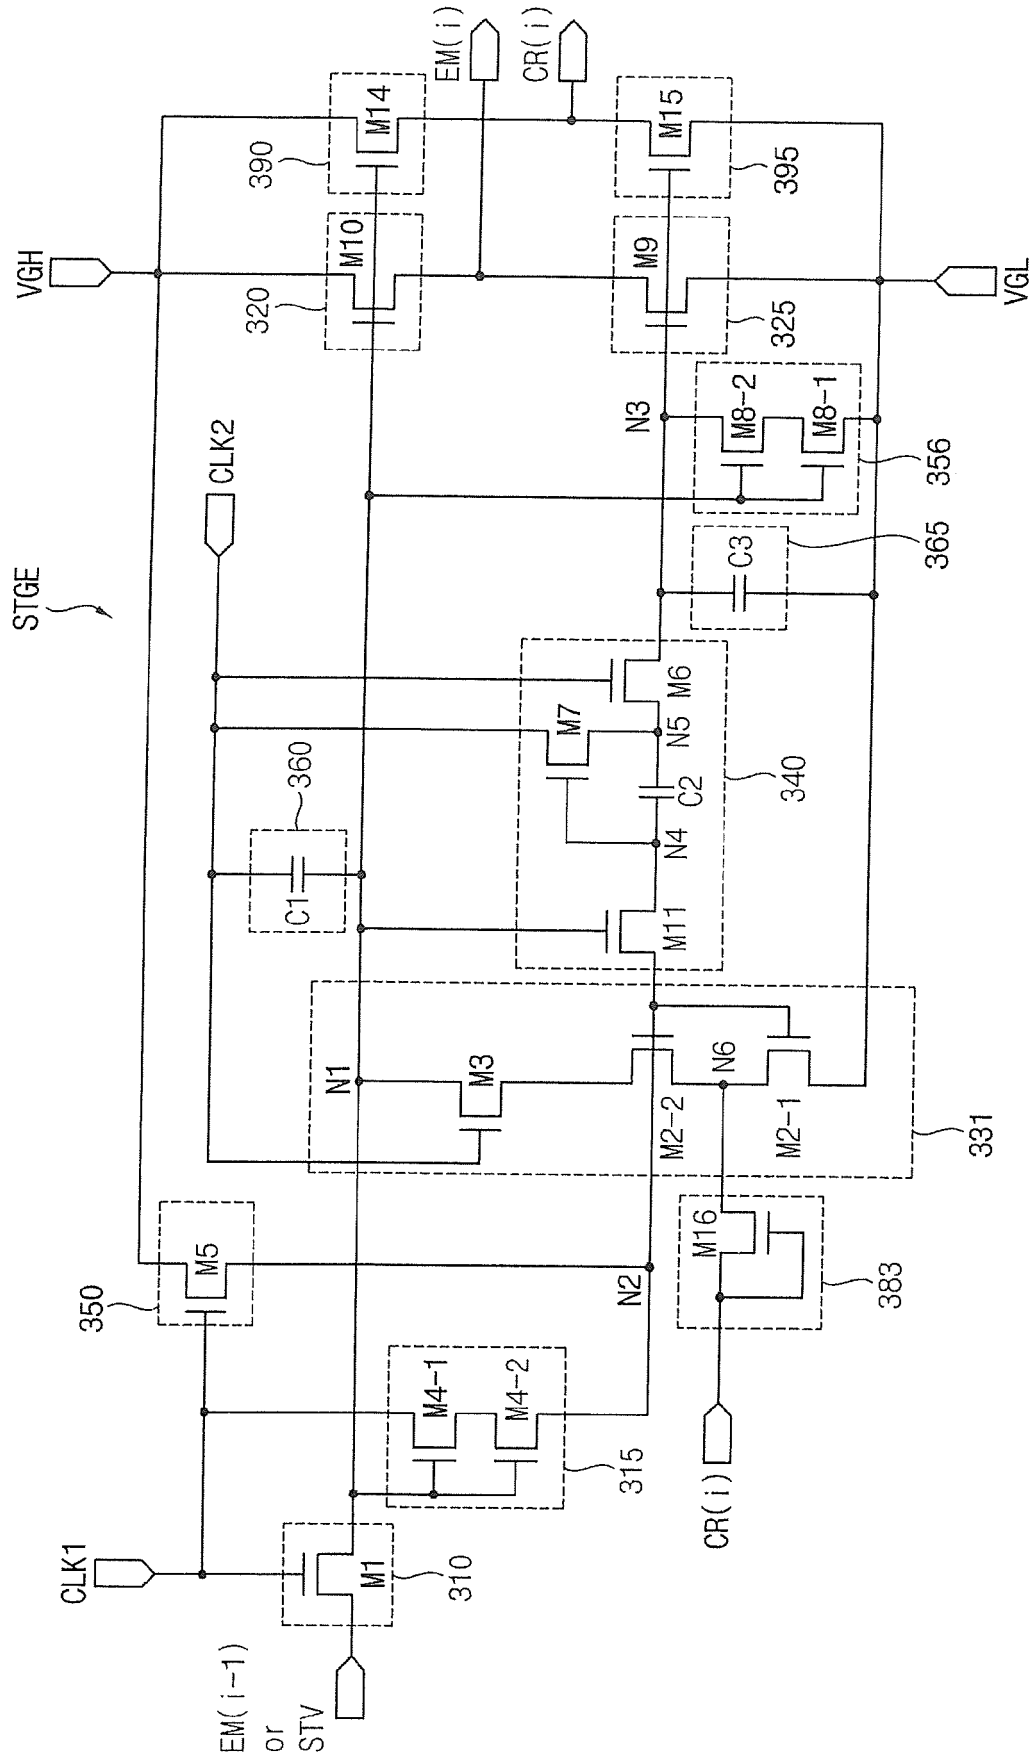 STGE
VGH
CLK2
CLK1
EM(i)
CR(i)
EM(i-1)
or
STV
310
M1
315
M4-1
M4-2
350
M5
N1
N2
331
M3
M2-2
N6
M2-1
383
M16
CR(i)
360
C1
340
M11
N4
C2
N5
M7
M6
365
C3
356
M8-2
M8-1
N3
320
M10
390
M14
325
M9
395
M15
VGL